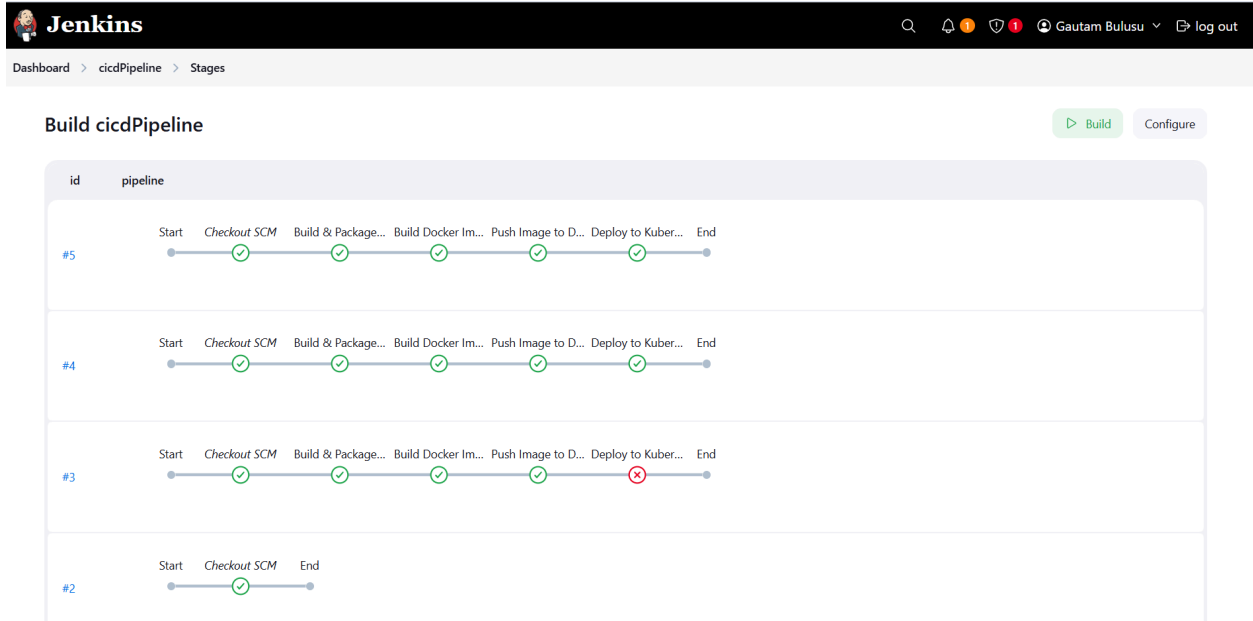 Jenkins 1 1 Gautam Bulusu log out
Dashboard > cicdPipeline > Stages
Build cicdPipeline Build Configure
id pipeline
Start Checkout SCM Build & Package... Build Docker Im... Push Image to D... Deploy to Kuber... End
#5
Start Checkout SCM Build & Package... Build Docker Im... Push Image to D... Deploy to Kuber... End
#4
Start Checkout SCM Build & Package... Build Docker Im... Push Image to D... Deploy to Kuber... End
#3
Start Checkout SCM End
#2